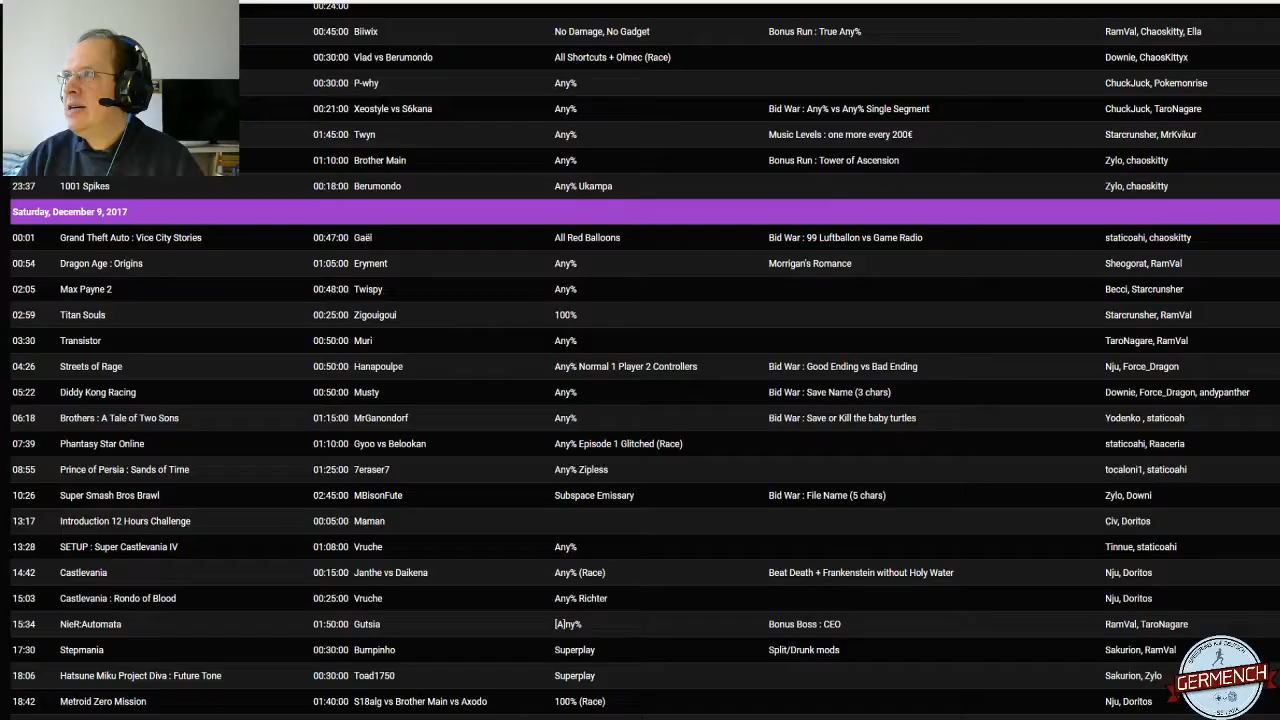 00:24:00
00:45:00 Bliwix No Damage, No Gadget Bonus Run : True Any% RamVal, Chaoskitty, Ella
00:30:00 Vlad vs Berumondo All Shortcuts + Olmec (Race) Downie, ChaosKittyx
00:30:00 P-why Any% ChuckJuck, Pokemonrise
00:21:00 Xeostyle vs S6kana Any% Bid War : Any% vs Any% Single Segment ChuckJuck, TaroNagare
01:45:00 Twyn Any% Music Levels : one more every 200€ Starcrunsher, MrKvikur
01:10:00 Brother Main Any% Bonus Run : Tower of Ascension Zylo, chaoskitty
23:37 1001 Spikes 00:18:00 Berumondo Any% Ukampa Zylo, chaoskitty
Saturday, December 9, 2017
00:01 Grand Theft Auto : Vice City Stories 00:47:00 Gaël All Red Balloons Bid War : 99 Luftballon vs Game Radio staticoahi, chaoskitty
00:54 Dragon Age : Origins 01:05:00 Eryment Any% Morrigan's Romance Sheogorat, RamVal
02:05 Max Payne 2 00:48:00 Twispy Any% Becci, Starcrunsher
02:59 Titan Souls 00:25:00 Zigouigoui 100% Starcrunsher, RamVal
03:30 Transistor 00:50:00 Muri Any% TaroNagare, RamVal
04:26 Streets of Rage 00:50:00 Hanapoulpe Any% Normal 1 Player 2 Controllers Bid War : Good Ending vs Bad Ending Nju, Force_Dragon
05:22 Diddy Kong Racing 00:50:00 Musty Any% Bid War : Save Name (3 chars) Downie, Force_Dragon, andypanther
06:18 Brothers : A Tale of Two Sons 01:15:00 MrGanondorf Any% Bid War : Save or Kill the baby turtles Yodenko , staticoah
07:39 Phantasy Star Online 01:10:00 Gyoo vs Belookan Any% Episode 1 Glitched (Race) staticoahi, Raaceria
08:55 Prince of Persia : Sands of Time 01:25:00 7eraser7 Any% Zipless tocaloni1, staticoahi
10:26 Super Smash Bros Brawl 02:45:00 MBisonFute Subspace Emissary Bid War : File Name (5 chars) Zylo, Downi
13:17 Introduction 12 Hours Challenge 00:05:00 Maman Civ, Doritos
13:28 SETUP : Super Castlevania IV 01:08:00 Vruche Any% Tinnue, staticoahi
14:42 Castlevania 00:15:00 Janthe vs Daikena Any% (Race) Beat Death + Frankenstein without Holy Water Nju, Doritos
15:03 Castlevania : Rondo of Blood 00:25:00 Vruche Any% Richter Nju, Doritos
15:34 NieR:Automata 01:50:00 Gutsia [A]ny% Bonus Boss : CEO RamVal, TaroNagare
17:30 Stepmania 00:30:00 Bumpinho Superplay Split/Drunk mods Sakurion, RamVal
18:06 Hatsune Miku Project Diva : Future Tone 00:30:00 Toad1750 Superplay Sakurion, Zylo
18:42 Metroid Zero Mission 01:40:00 S18alg vs Brother Main vs Axodo 100% (Race) Nju, Doritos
GERMENCH